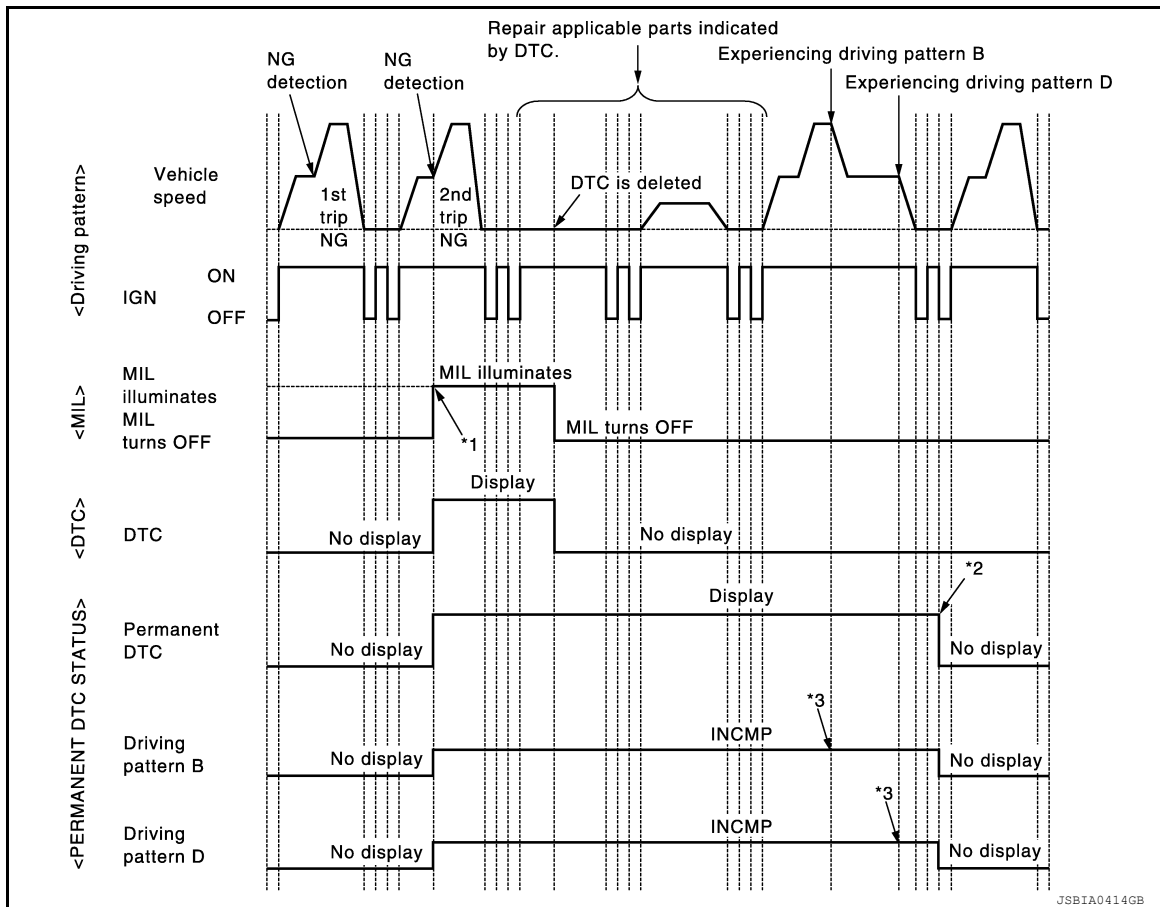 Repair applicable parts indicated
by DTC.
Experiencing driving pattern B
NG
detection
NG
detection
Experiencing driving pattern D
<Driving pattern>
Vehicle
speed
1st
trip
NG
2nd
trip
NG
DTC is deleted
IGN
ON
OFF
<MIL>
MIL
illuminates
MIL
turns OFF
MIL illuminates
*1
MIL turns OFF
<DTC>
DTC
Display
No display
No display
<PERMANENT DTC STATUS>
Permanent
DTC
Display
*2
No display
No display
Driving
pattern B
*3
INCMP
No display
No display
Driving
pattern D
*3
INCMP
No display
No display
JSBIA0414GB